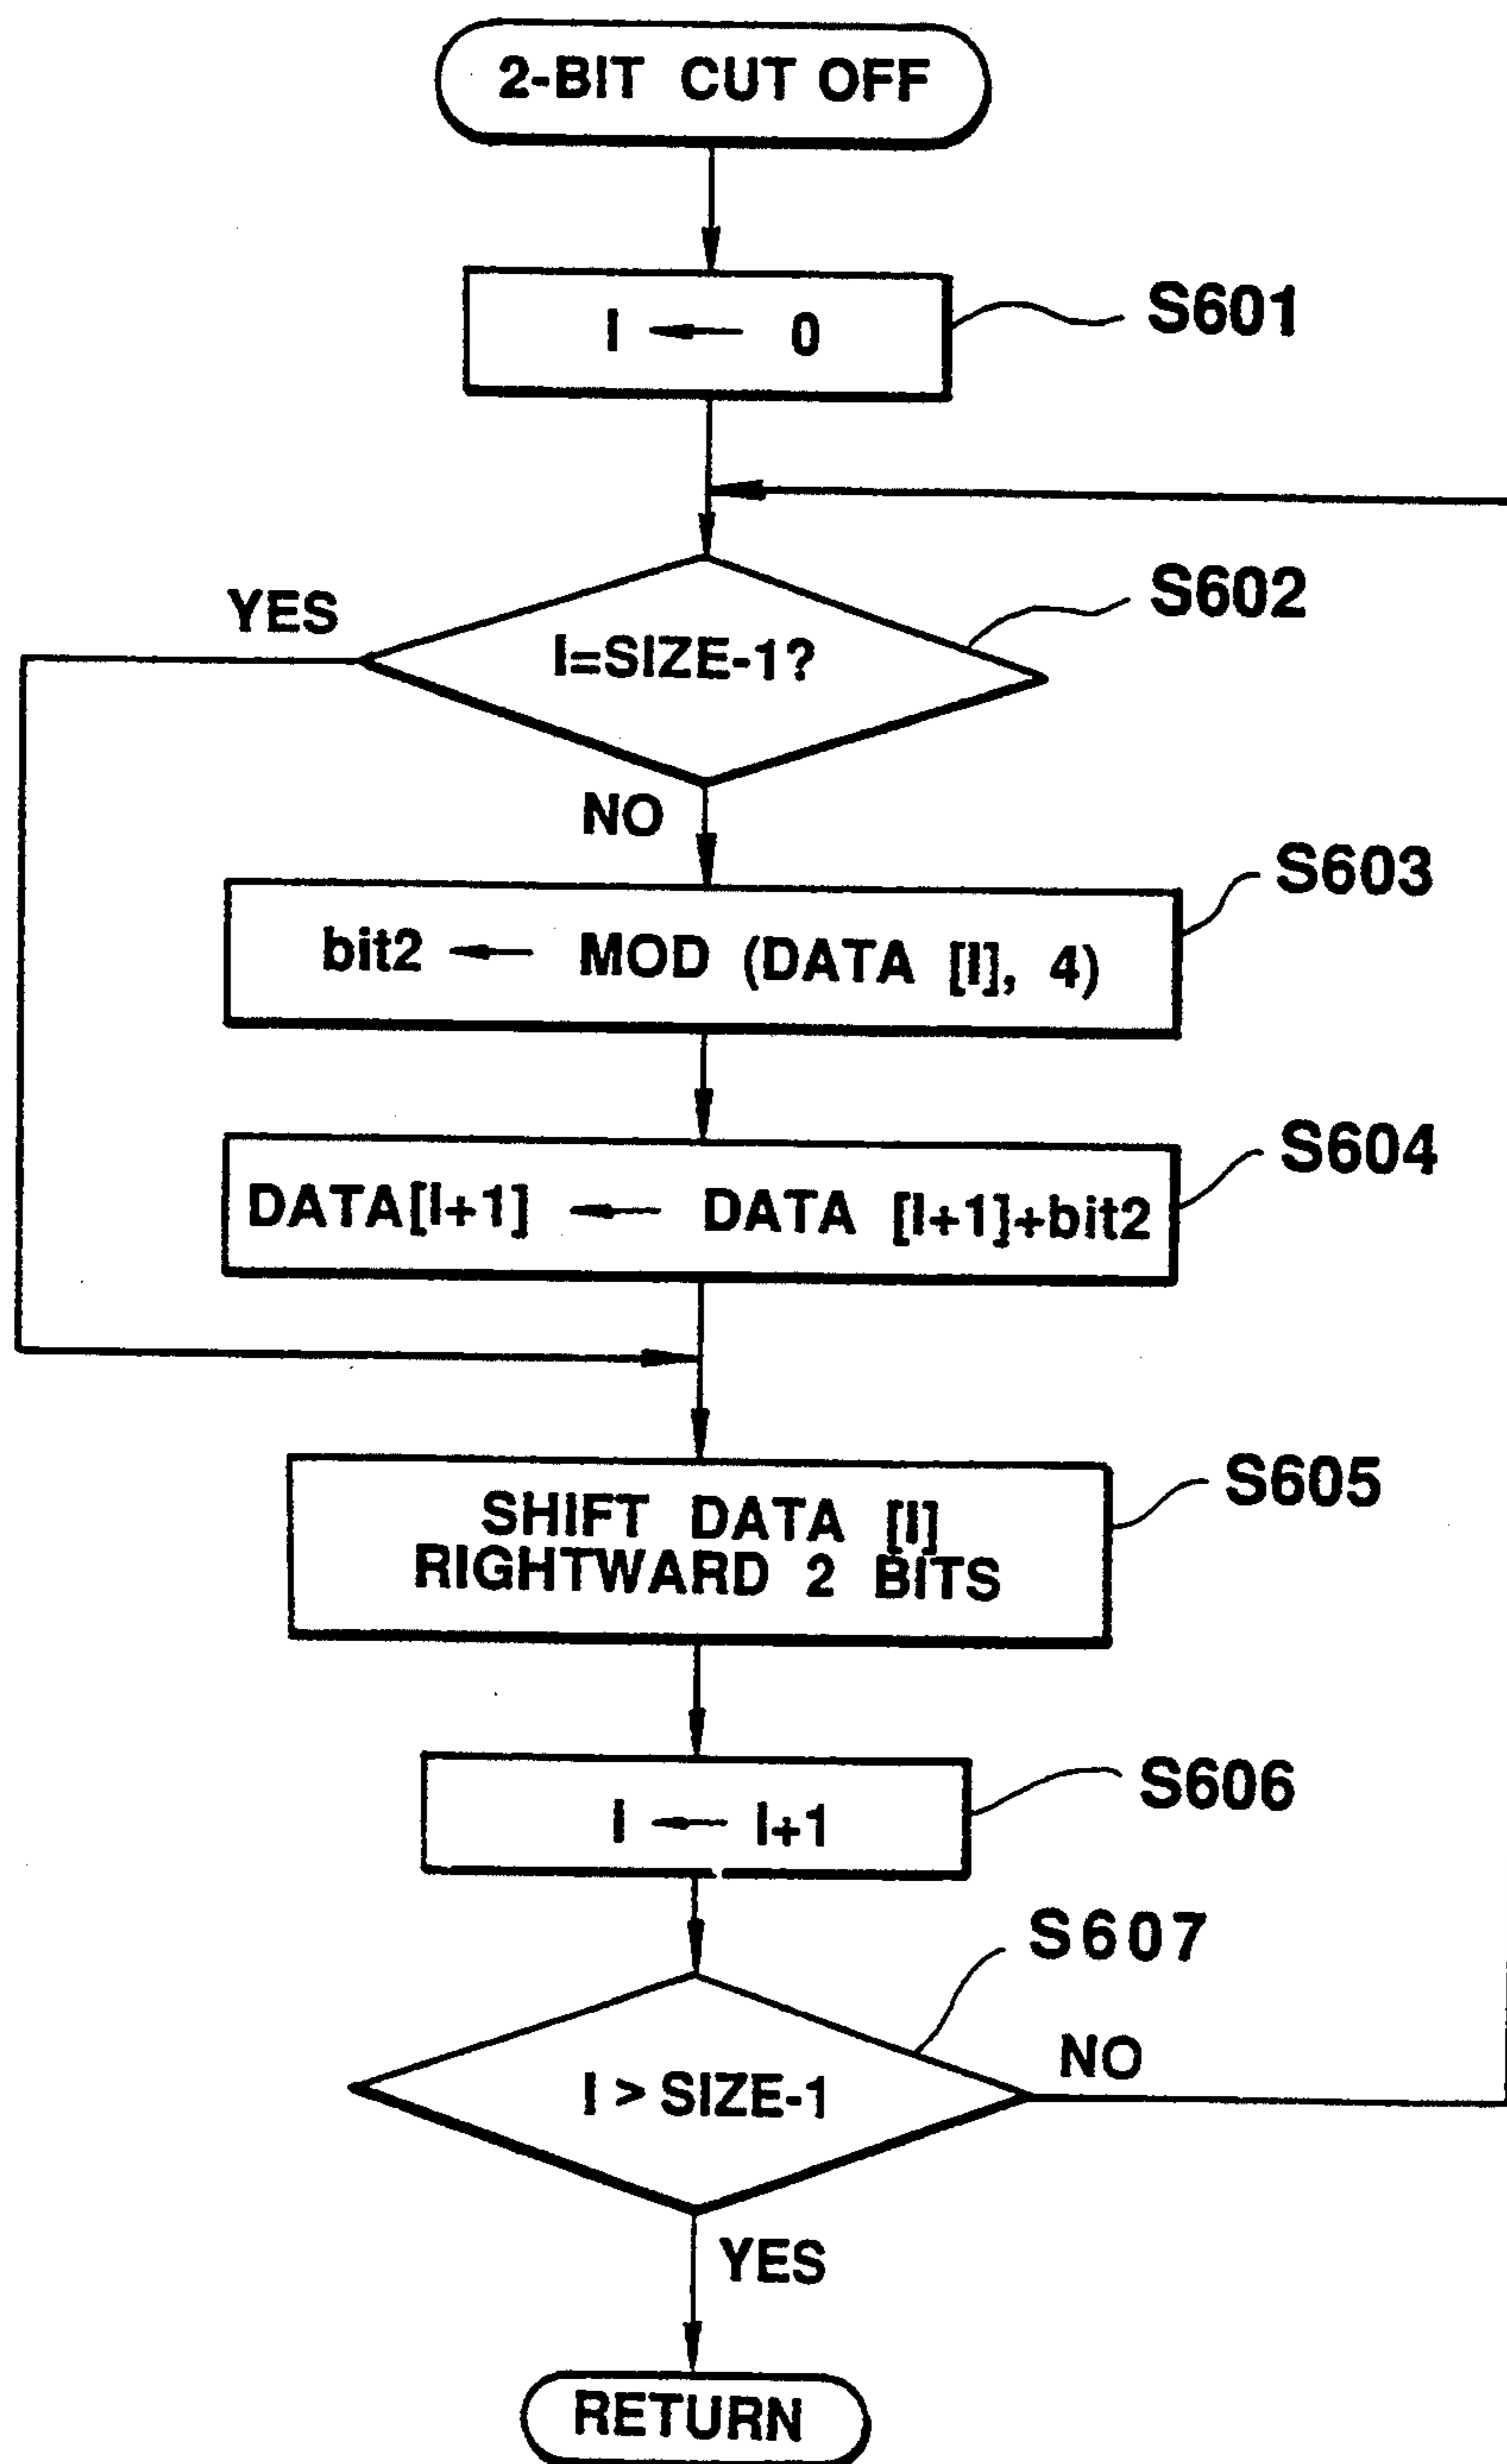 2-BIT CUT OFF
I ← 0
S601
YES
I=SIZE-1?
S602
NO
bit2 ← MOD (DATA [I], 4)
S603
DATA[I+1] ← DATA [I+1]+bit2
S604
SHIFT DATA [I]
RIGHTWARD 2 BITS
S605
I ← I+1
S606
S607
I > SIZE-1
NO
YES
RETURN